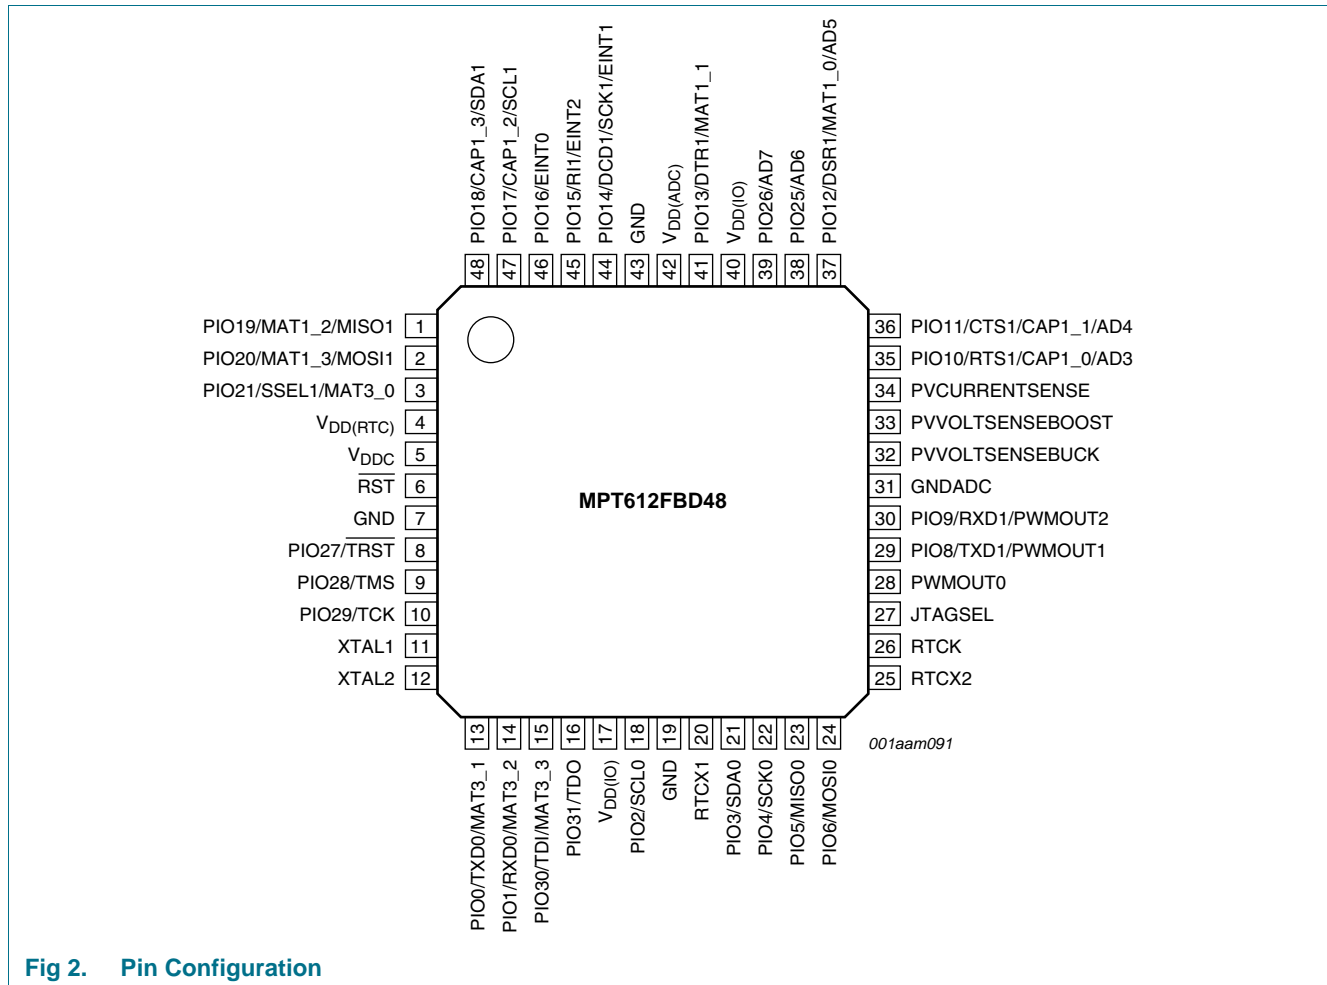 PIO18/CAP1_3/SDA1
PIO17/CAP1_2/SCL1
PIO16/EINT0
PIO15/RI1/EINT2
PIO14/DCD1/SCK1/EINT1
GND
VDD(ADC)
PIO13/DTR1/MAT1_1
VDD(IO)
PIO26/AD7
PIO25/AD6
PIO12/DSR1/MAT1_0/AD5
48 47 46 45 44 43 42 41 40 39 38 37
PIO19/MAT1_2/MISO1 1
PIO20/MAT1_3/MOSI1 2
PIO21/SSEL1/MAT3_0 3
VDD(RTC) 4
VDDC 5
RST 6
GND 7
PIO27/TRST 8
PIO28/TMS 9
PIO29/TCK 10
XTAL1 11
XTAL2 12
MPT612FBD48
36 PIO11/CTS1/CAP1_1/AD4
35 PIO10/RTS1/CAP1_0/AD3
34 PVCURRENTSENSE
33 PVVOLTSENSEBOOST
32 PVVOLTSENSEBUCK
31 GNDADC
30 PIO9/RXD1/PWMOUT2
29 PIO8/TXD1/PWMOUT1
28 PWMOUT0
27 JTAGSEL
26 RTCK
25 RTCX2
13 14 15 16 17 18 19 20 21 22 23 24
PIO0/TXD0/MAT3_1
PIO1/RXD0/MAT3_2
PIO30/TDI/MAT3_3
PIO31/TDO
VDD(IO)
PIO2/SCL0
GND
RTCX1
PIO3/SDA0
PIO4/SCK0
PIO5/MISO0
PIO6/MOSI0
001aam091
Fig 2. Pin Configuration